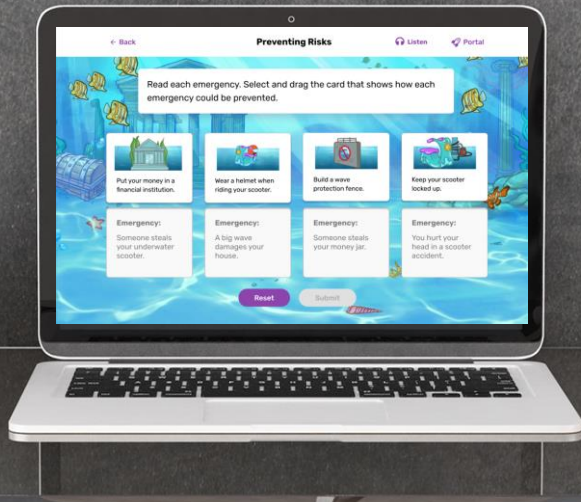 ← Back
Preventing Risks
Listen
Portal
Read each emergency. Select and drag the card that shows how each
emergency could be prevented.
Put your money in a
financial institution.
Wear a helmet when
riding your scooter.
Build a wave
protection fence.
Keep your scooter
locked up.
Emergency:
Someone steals
your underwater
scooter.
Emergency:
A big wave
damages your
house.
Emergency:
Someone steals
your money jar.
Emergency:
You hurt your
head in a scooter
accident.
Reset
Submit